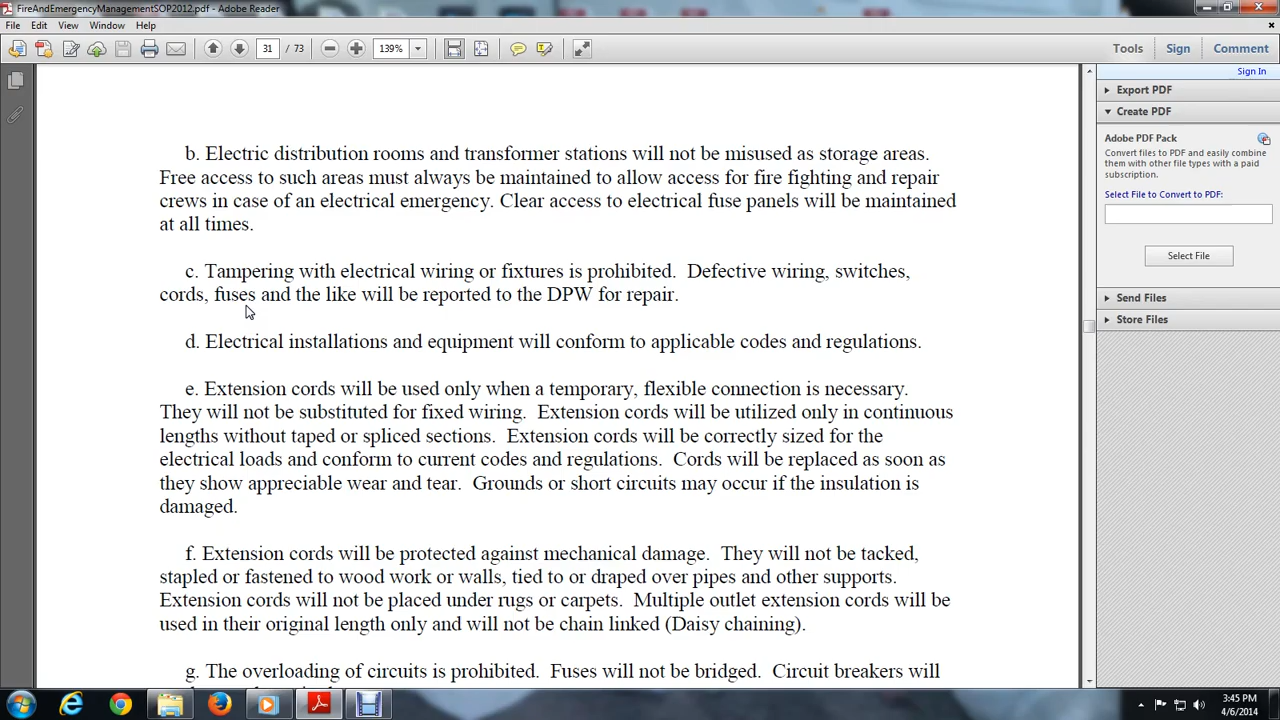 FireAndEmergencyManagementSOP2012.pdf - Adobe Reader
File Edit View Window Help
31 / 73 139% Tools Sign Comment
Sign In
Export PDF
Create PDF
Adobe PDF Pack
Convert files to PDF and easily combine
them with other file types with a paid
subscription.
Select File to Convert to PDF:
Select File
Send Files
Store Files
b. Electric distribution rooms and transformer stations will not be misused as storage areas.
Free access to such areas must always be maintained to allow access for fire fighting and repair
crews in case of an electrical emergency. Clear access to electrical fuse panels will be maintained
at all times.
c. Tampering with electrical wiring or fixtures is prohibited. Defective wiring, switches,
cords, fuses and the like will be reported to the DPW for repair.
d. Electrical installations and equipment will conform to applicable codes and regulations.
e. Extension cords will be used only when a temporary, flexible connection is necessary.
They will not be substituted for fixed wiring. Extension cords will be utilized only in continuous
lengths without taped or spliced sections. Extension cords will be correctly sized for the
electrical loads and conform to current codes and regulations. Cords will be replaced as soon as
they show appreciable wear and tear. Grounds or short circuits may occur if the insulation is
damaged.
f. Extension cords will be protected against mechanical damage. They will not be tacked,
stapled or fastened to wood work or walls, tied to or draped over pipes and other supports.
Extension cords will not be placed under rugs or carpets. Multiple outlet extension cords will be
used in their original length only and will not be chain linked (Daisy chaining).
g. The overloading of circuits is prohibited. Fuses will not be bridged. Circuit breakers will
3:45 PM
4/6/2014